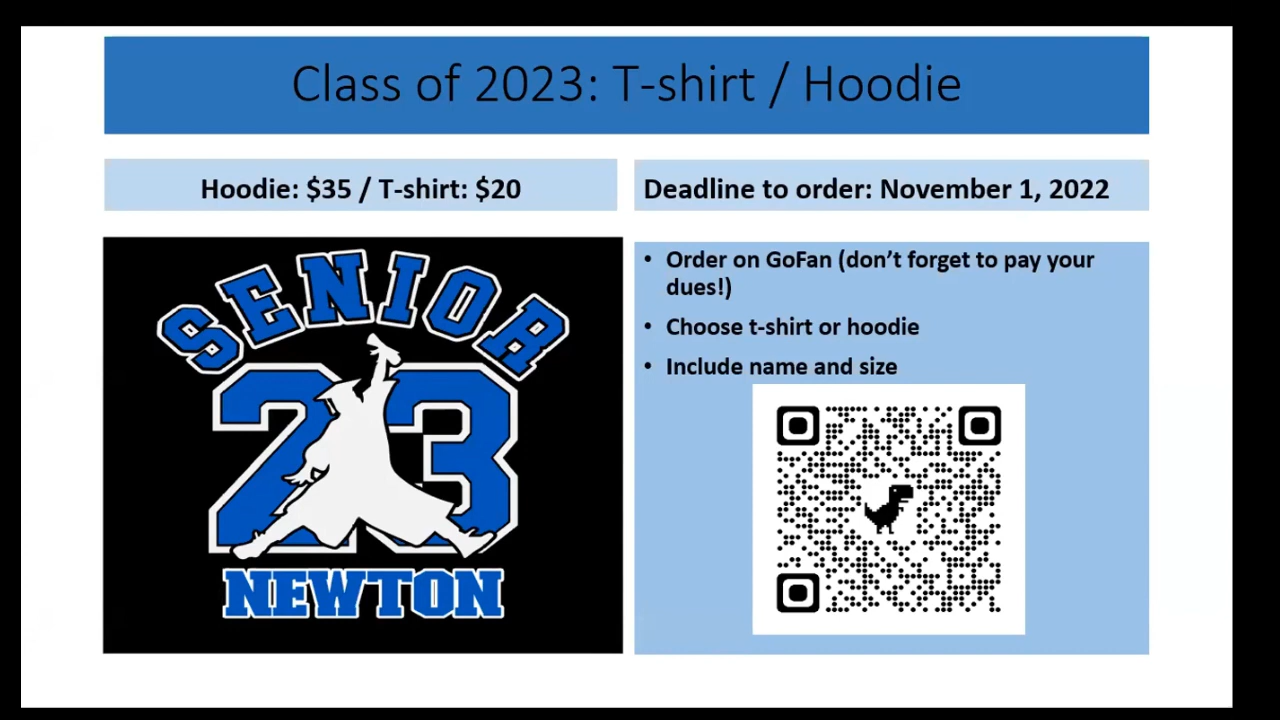 Class of 2023: T-shirt / Hoodie
Hoodie: $35 / T-shirt: $20
Deadline to order: November 1, 2022
SENIOR
23
NEWTON
• Order on GoFan (don’t forget to pay your
dues!)
• Choose t-shirt or hoodie
• Include name and size